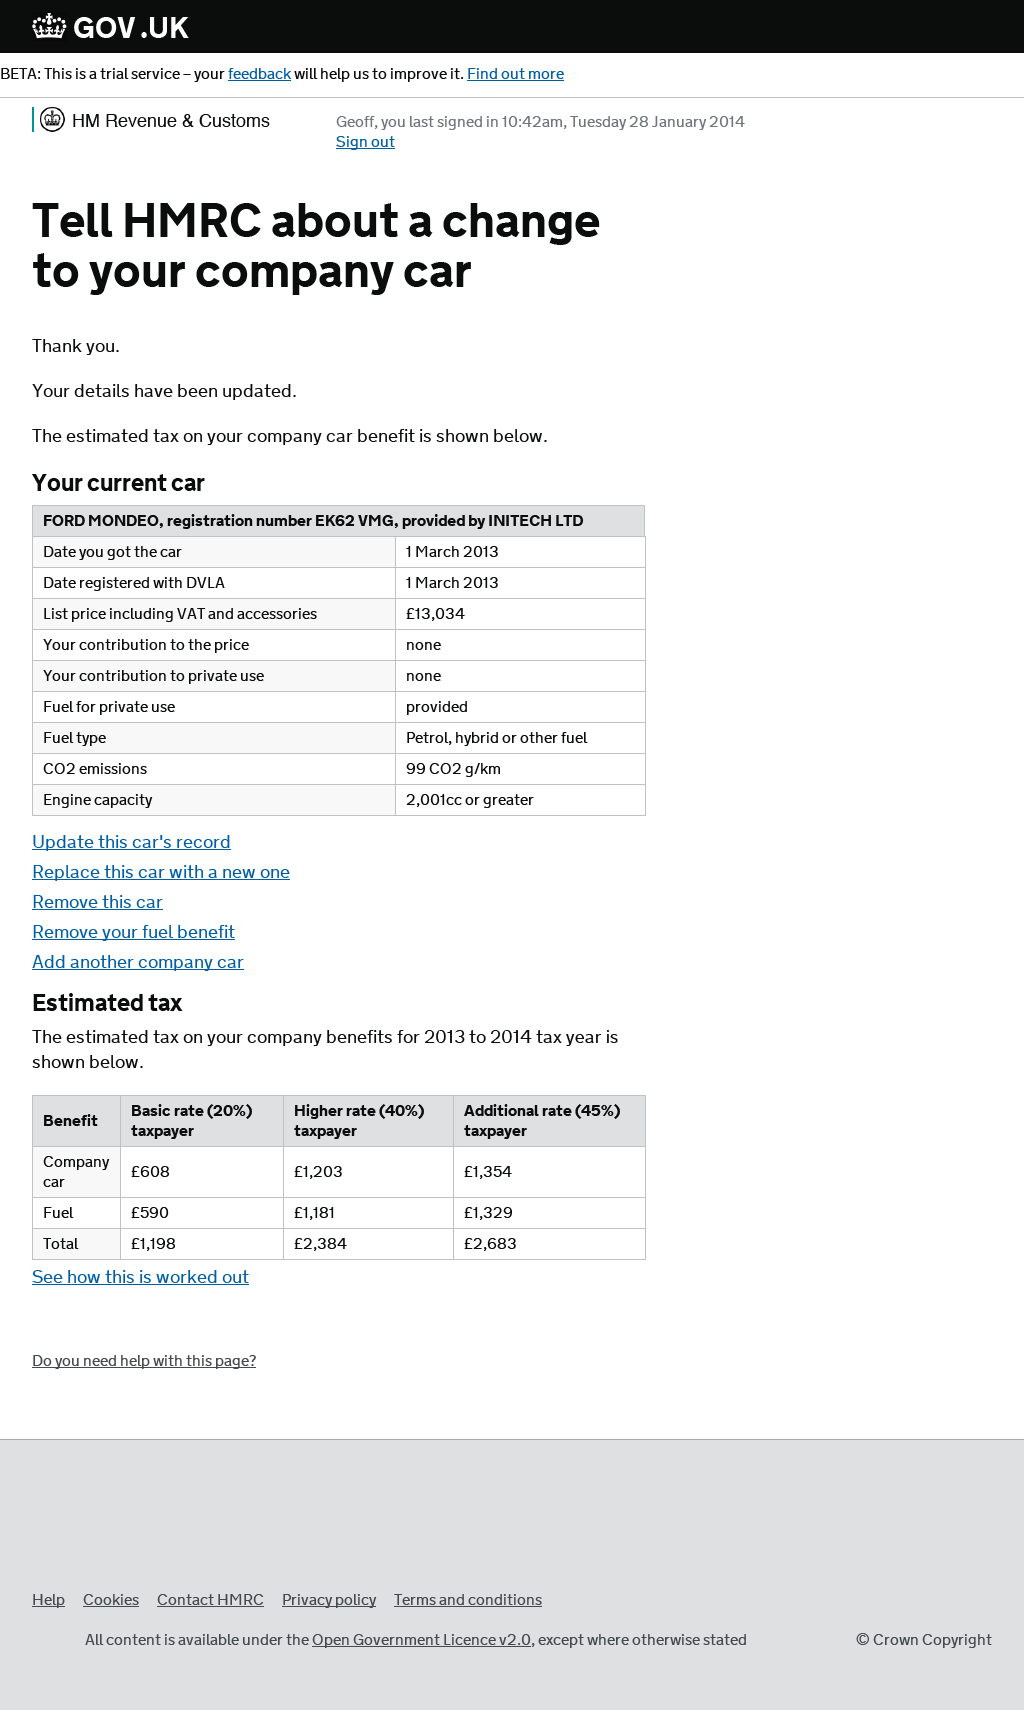 GOV.UK
BETA: This is a trial service – your feedback will help us to improve it. Find out more
HM Revenue & Customs
Geoff, you last signed in 10:42am, Tuesday 28 January 2014
Sign out
Tell HMRC about a change
to your company car
Thank you.
Your details have been updated.
The estimated tax on your company car benefit is shown below.
Your current car
FORD MONDEO, registration number EK62 VMG, provided by INITECH LTD
Date you got the car 1 March 2013
Date registered with DVLA 1 March 2013
List price including VAT and accessories £13,034
Your contribution to the price none
Your contribution to private use none
Fuel for private use provided
Fuel type Petrol, hybrid or other fuel
CO2 emissions 99 CO2 g/km
Engine capacity 2,001cc or greater
Update this car's record
Replace this car with a new one
Remove this car
Remove your fuel benefit
Add another company car
Estimated tax
The estimated tax on your company benefits for 2013 to 2014 tax year is
shown below.
Benefit
Basic rate (20%)
taxpayer
Higher rate (40%)
taxpayer
Additional rate (45%)
taxpayer
Company
car
£608 £1,203 £1,354
Fuel £590 £1,181 £1,329
Total £1,198 £2,384 £2,683
See how this is worked out
Do you need help with this page?
Help Cookies Contact HMRC Privacy policy Terms and conditions
All content is available under the Open Government Licence v2.0, except where otherwise stated © Crown Copyright